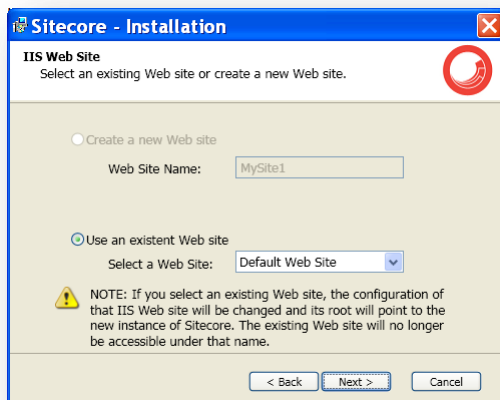 Sitecore - Installation
IIS Web Site
Select an existing Web site or create a new Web site.
Create a new Web site
Web Site Name: MySite1
Use an existent Web site
Select a Web Site: Default Web Site
NOTE: If you select an existing Web site, the configuration of
that IIS Web site will be changed and its root will point to the
new instance of Sitecore. The existing Web site will no longer
be accessible under that name.
< Back Next > Cancel